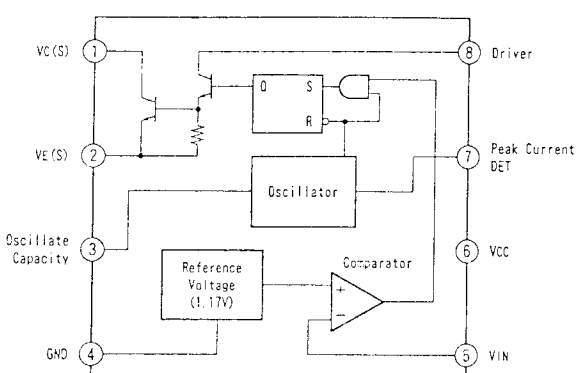 VC(S) 1
8 Driver
Q S
R
VE(S) 2
7 Peak Current
DET
Oscillator
Oscillate
Capacity
3
6 VCC
Reference
Voltage
(1.17V)
Comparator
+
−
GND 4
5 VIN